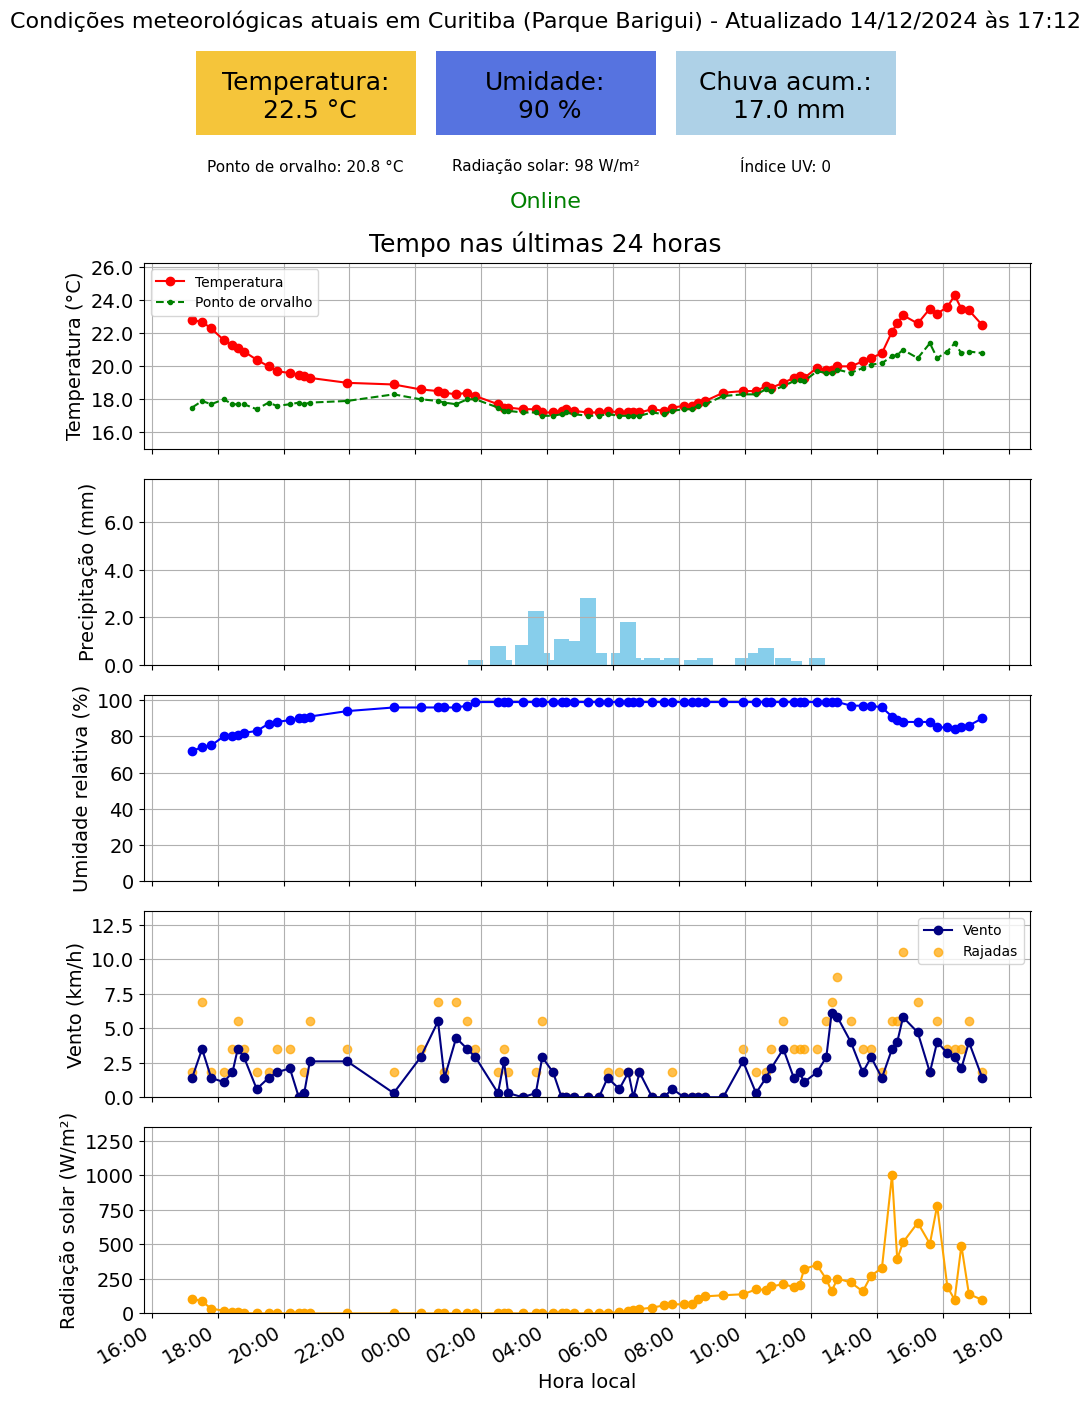 Condições meteorológicas atuais em Curitiba (Parque Barigui) - Atualizado 14/12/2024 às 17:12
Temperatura:
22.5 °C
Umidade:
90 %
Chuva acum.:
17.0 mm
Ponto de orvalho: 20.8 °C
Radiação solar: 98 W/m²
Índice UV: 0
Online
Tempo nas últimas 24 horas
Temperatura (°C)
26.0
24.0
22.0
20.0
18.0
16.0
Temperatura
Ponto de orvalho
Precipitação (mm)
6.0
4.0
2.0
0.0
Umidade relativa (%)
100
80
60
40
20
0
Vento (km/h)
12.5
10.0
7.5
5.0
2.5
0.0
Vento
Rajadas
Radiação solar (W/m²)
1250
1000
750
500
250
0
16:00
18:00
20:00
22:00
00:00
02:00
04:00
06:00
08:00
10:00
12:00
14:00
16:00
18:00
Hora local